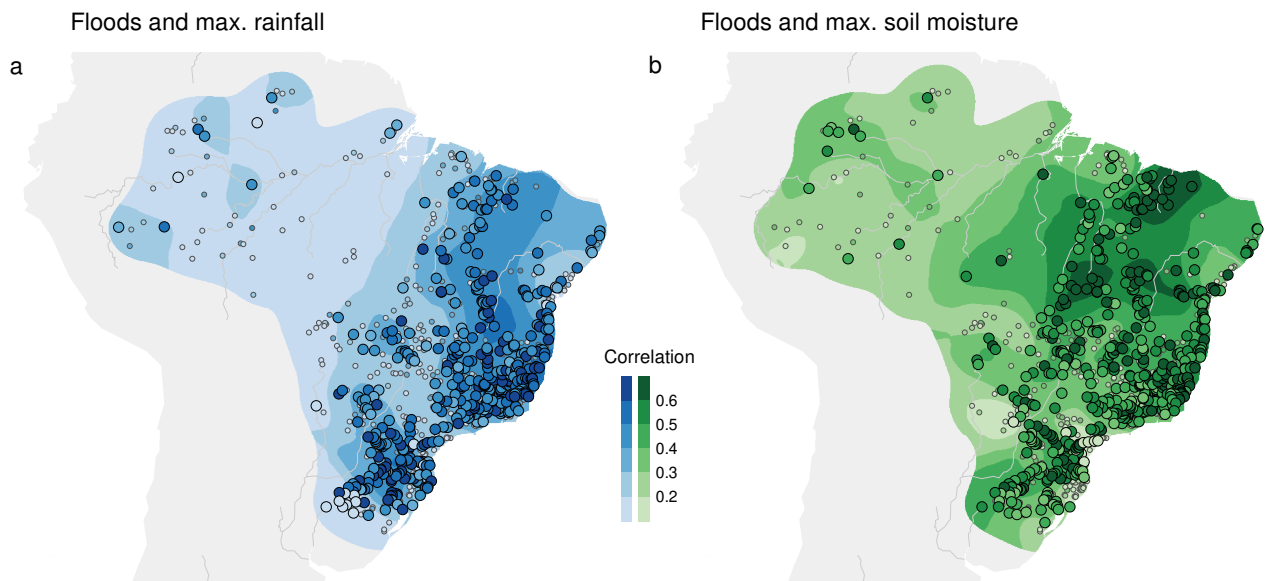 Floods and max. rainfall
Floods and max. soil moisture
a
b
Correlation
0.6
0.5
0.4
0.3
0.2